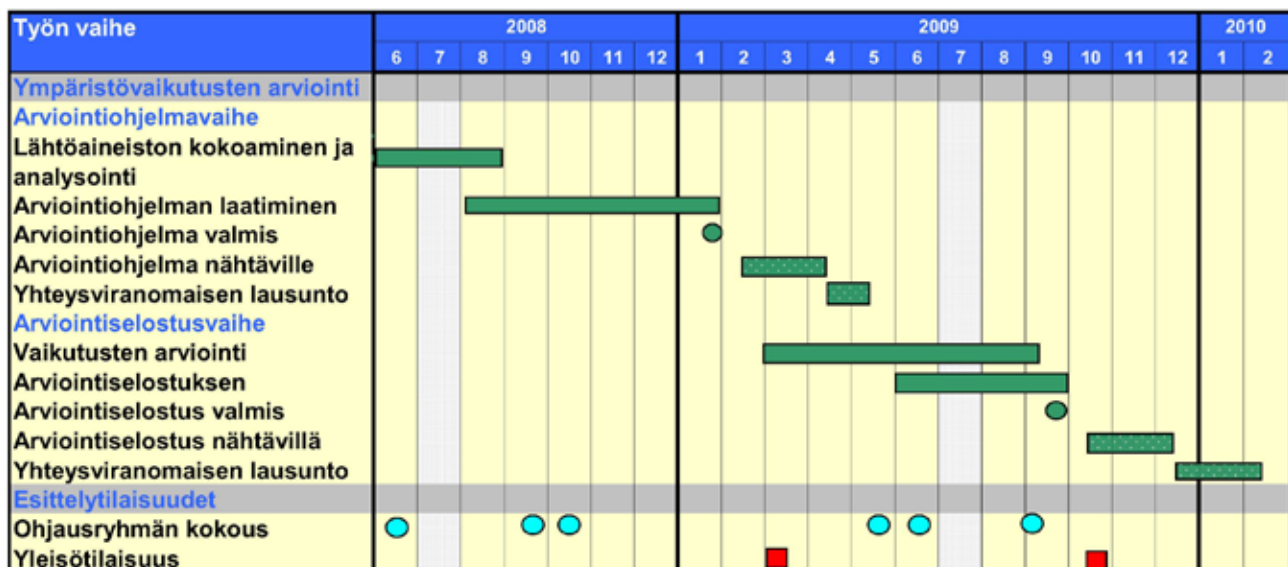 Työn vaihe 2008 2009 2010
6 7 8 9 10 11 12 1 2 3 4 5 6 7 8 9 10 11 12 1 2
Ympäristövaikutusten arviointi
Arviointiohjelmavaihe
Lähtöaineiston kokoaminen ja
analysointi
Arviointiohjelman laatiminen
Arviointiohjelma valmis
Arviointiohjelma nähtäville
Yhteysviranomaisen lausunto
Arviointiselostusvaihe
Vaikutusten arviointi
Arviointiselostuksen
Arviointiselostus valmis
Arviointiselostus nähtävillä
Yhteysviranomaisen lausunto
Esittelytilaisuudet
Ohjausryhmän kokous
Yleisötilaisuus